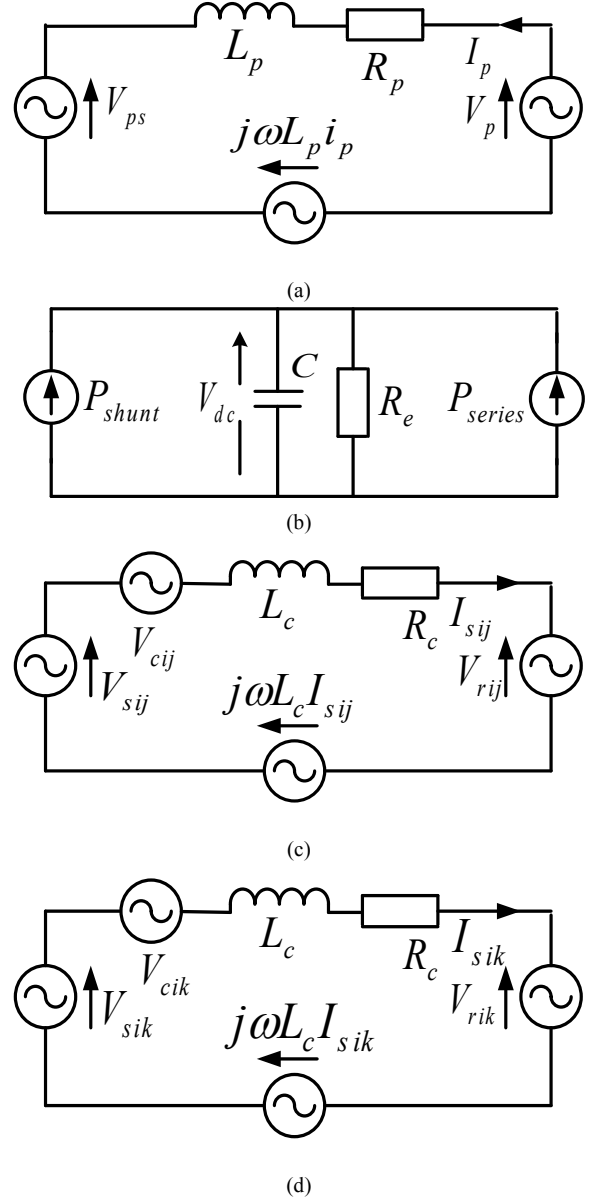 L_p
R_p
I_p
V_ps
V_p
jωL_p i_p
(a)
P_shunt
V_dc
C
R_e
P_series
(b)
V_cij
L_c
R_c
I_sij
V_sij
V_rij
jωL_c I_sij
(c)
V_cik
L_c
R_c
I_sik
V_sik
V_rik
jωL_c I_sik
(d)